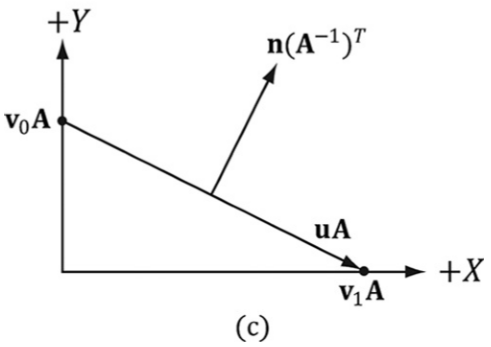 +Y
𝐧(𝐀⁻¹)ᵀ
𝐯₀𝐀
𝐮𝐀
+X
𝐯₁𝐀
(c)